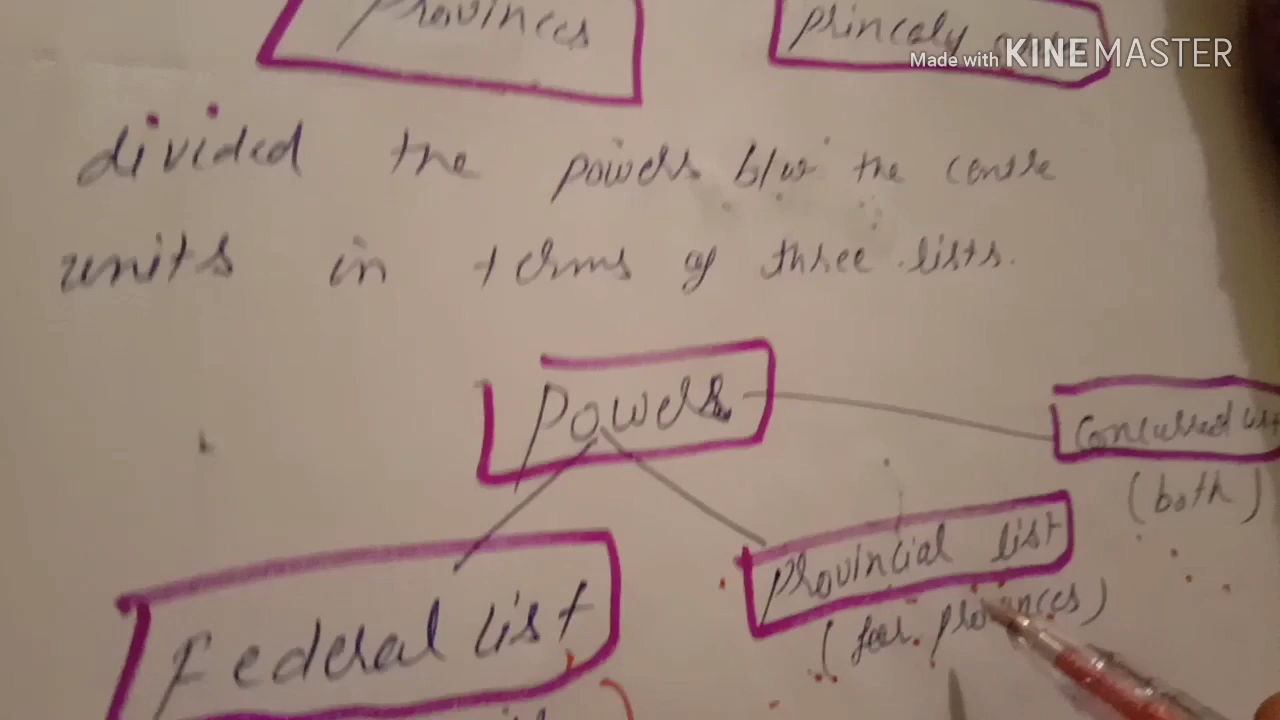 Provinces
princely
Made with KINEMASTER
divided the powers b/w the centre
units in terms of three lists.
Powers
Concurrent list
(both)
Provincial list
(for provinces)
Federal List